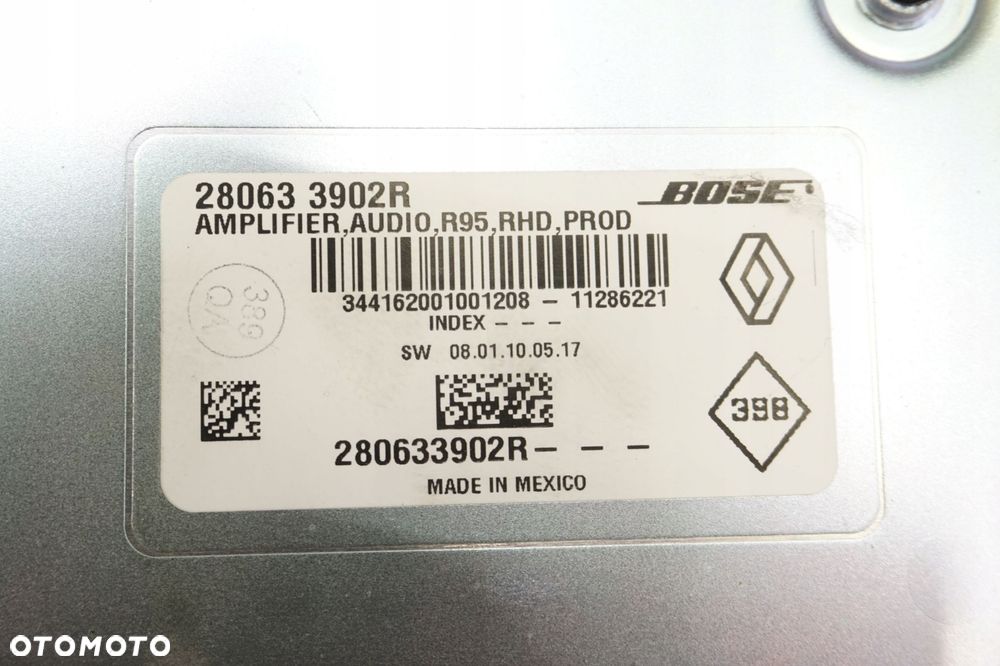 28063 3902R
BOSE
AMPLIFIER,AUDIO,R95,RHD,PROD
344162001001208 - 11286221
INDEX - - -
SW 08.01.10.05.17
389
QA
398
280633902R- - -
MADE IN MEXICO
OTOMOTO